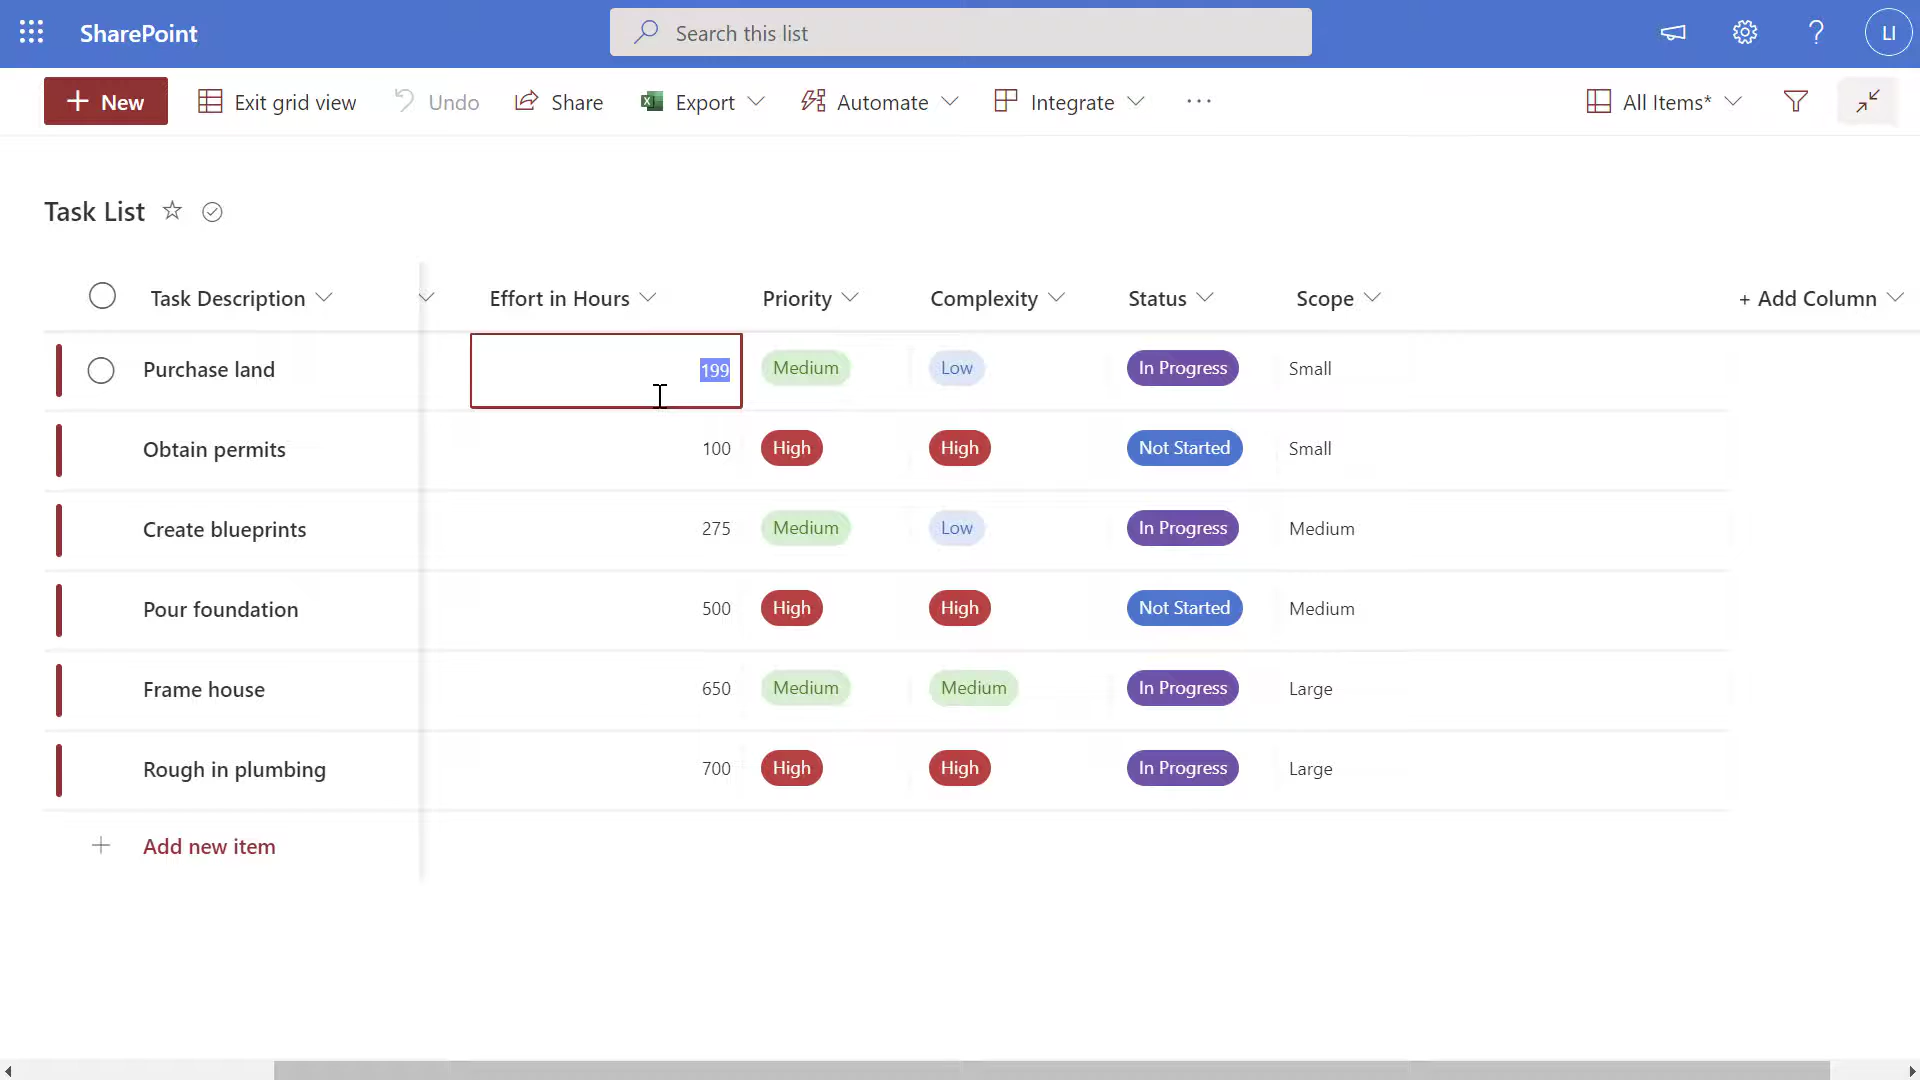 SharePoint
Search this list
LI
New
Exit grid view
Undo
Share
Export
Automate
Integrate
All Items*
Task List
Task Description
Effort in Hours
Priority
Complexity
Status
Scope
+ Add Column
Purchase land 199 Medium Low In Progress Small
Obtain permits 100 High High Not Started Small
Create blueprints 275 Medium Low In Progress Medium
Pour foundation 500 High High Not Started Medium
Frame house 650 Medium Medium In Progress Large
Rough in plumbing 700 High High In Progress Large
Add new item